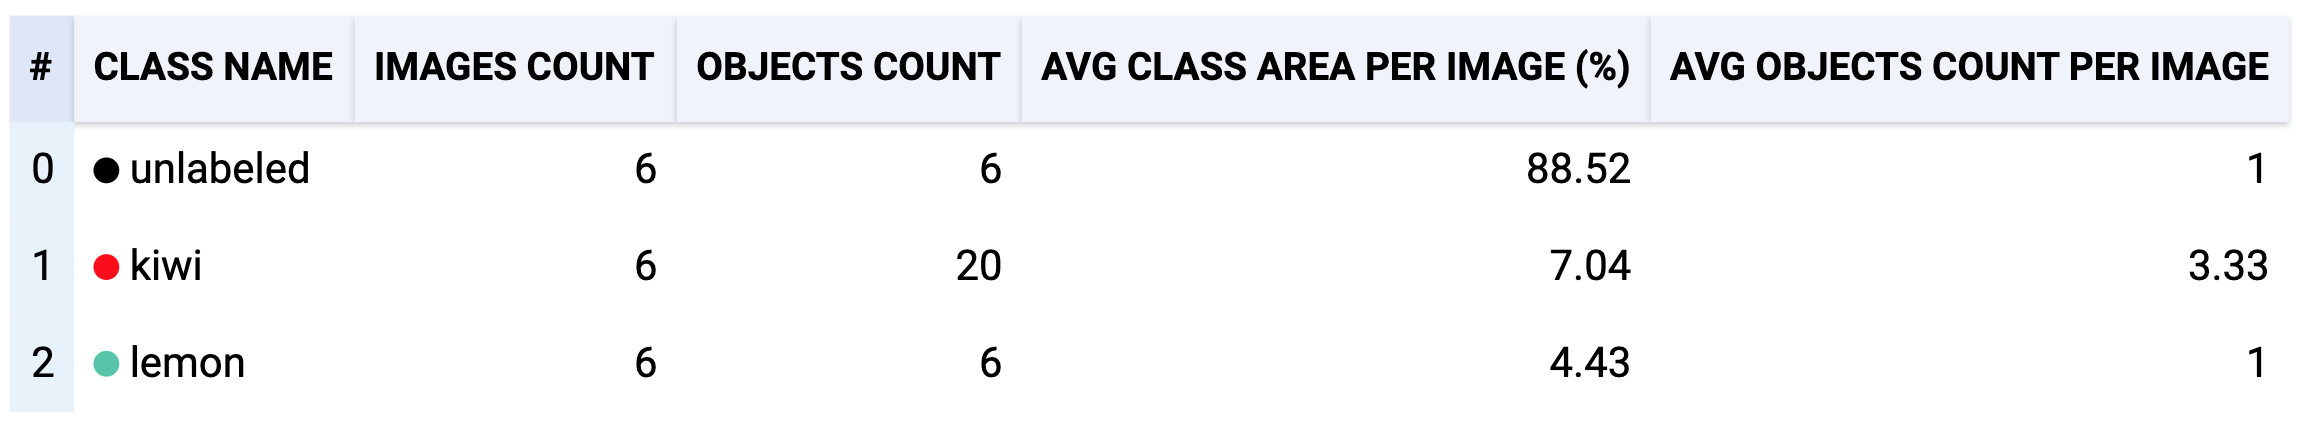 # CLASS NAME IMAGES COUNT OBJECTS COUNT AVG CLASS AREA PER IMAGE (%) AVG OBJECTS COUNT PER IMAGE
0 unlabeled 6 6 88.52 1
1 kiwi 6 20 7.04 3.33
2 lemon 6 6 4.43 1